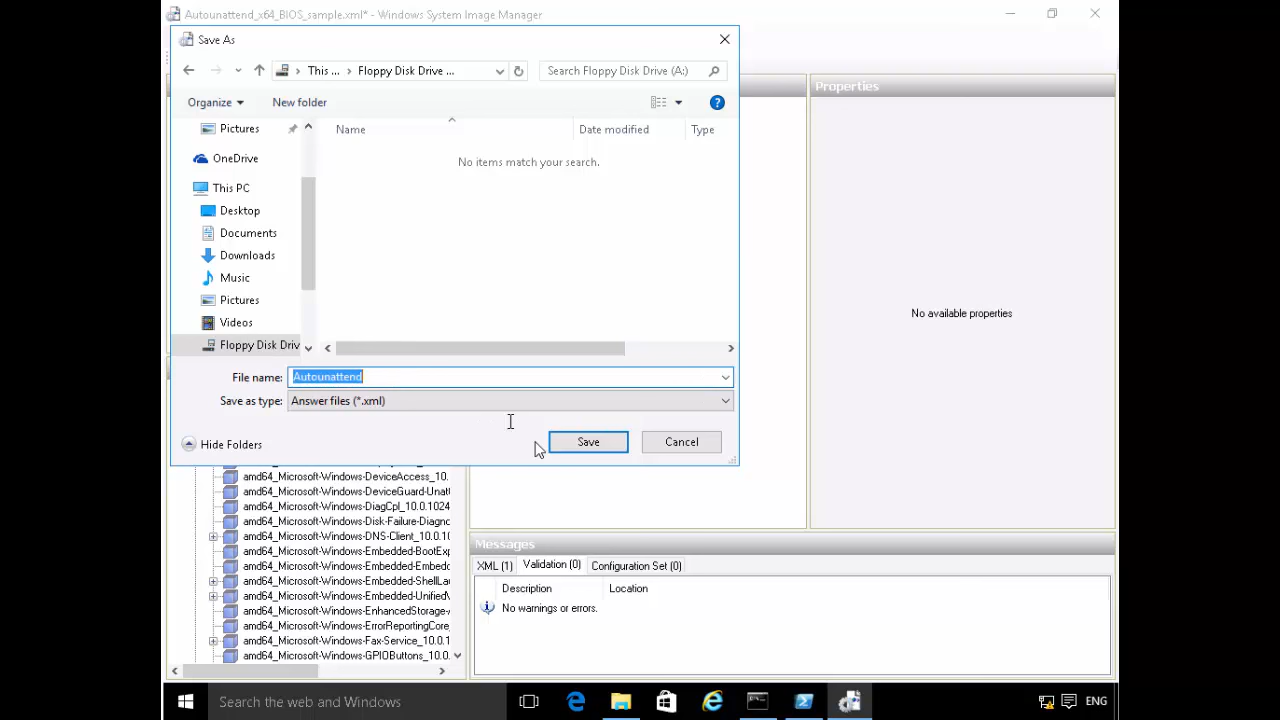 Autounattend_x64_BIOS_sample.xml* - Windows System Image Manager
Save As
This ... > Floppy Disk Drive ...
Search Floppy Disk Drive (A:)
Organize
New folder
Name
Date modified
Type
No items match your search.
Pictures
OneDrive
This PC
Desktop
Documents
Downloads
Music
Pictures
Videos
Floppy Disk Driv
File name:
Autounattend
Save as type:
Answer files (*.xml)
Hide Folders
Save
Cancel
Properties
No available properties
amd64_Microsoft-Windows-DeviceAccess_10.
amd64_Microsoft-Windows-DeviceGuard-Unat
amd64_Microsoft-Windows-DiagCpl_10.0.1024
amd64_Microsoft-Windows-Disk-Failure-Diagno
amd64_Microsoft-Windows-DNS-Client_10.0.10
amd64_Microsoft-Windows-Embedded-BootExp
amd64_Microsoft-Windows-Embedded-Embedd
amd64_Microsoft-Windows-Embedded-ShellLau
amd64_Microsoft-Windows-Embedded-UnifiedV
amd64_Microsoft-Windows-EnhancedStorage-
amd64_Microsoft-Windows-ErrorReportingCore_
amd64_Microsoft-Windows-Fax-Service_10.0.1
amd64_Microsoft-Windows-GPIOButtons_10.0.
Messages
XML (1)
Validation (0)
Configuration Set (0)
Description
Location
No warnings or errors.
Search the web and Windows
ENG